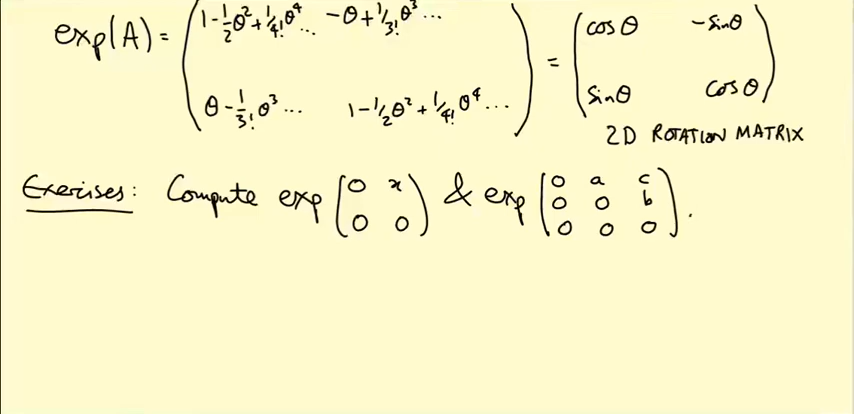 exp(A) = ( 1 - 1/2 θ² + 1/4! θ⁴ ... -θ + 1/3! θ³ ... = ( cos θ -sin θ
θ - 1/3! θ³ ... 1 - 1/2 θ² + 1/4! θ⁴ ... ) sin θ cos θ )
2D ROTATION MATRIX
Exercises: Compute exp ( 0 x & exp ( 0 a c
0 0 b
0 0 ) 0 0 0 ) .